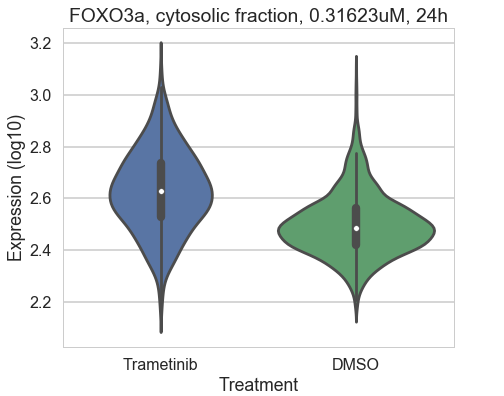 FOXO3a, cytosolic fraction, 0.31623uM, 24h
Expression (log10)
3.2
3.0
2.8
2.6
2.4
2.2
Trametinib DMSO
Treatment